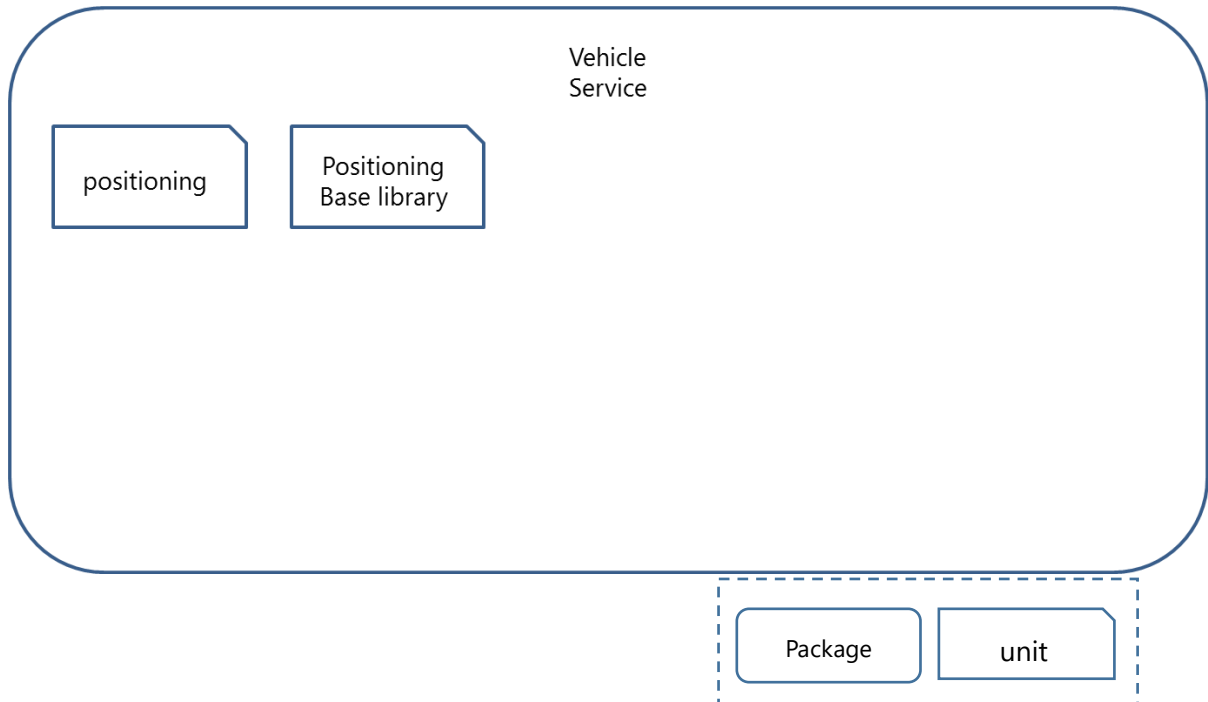 Vehicle
Service
positioning
Positioning
Base library
Package
unit